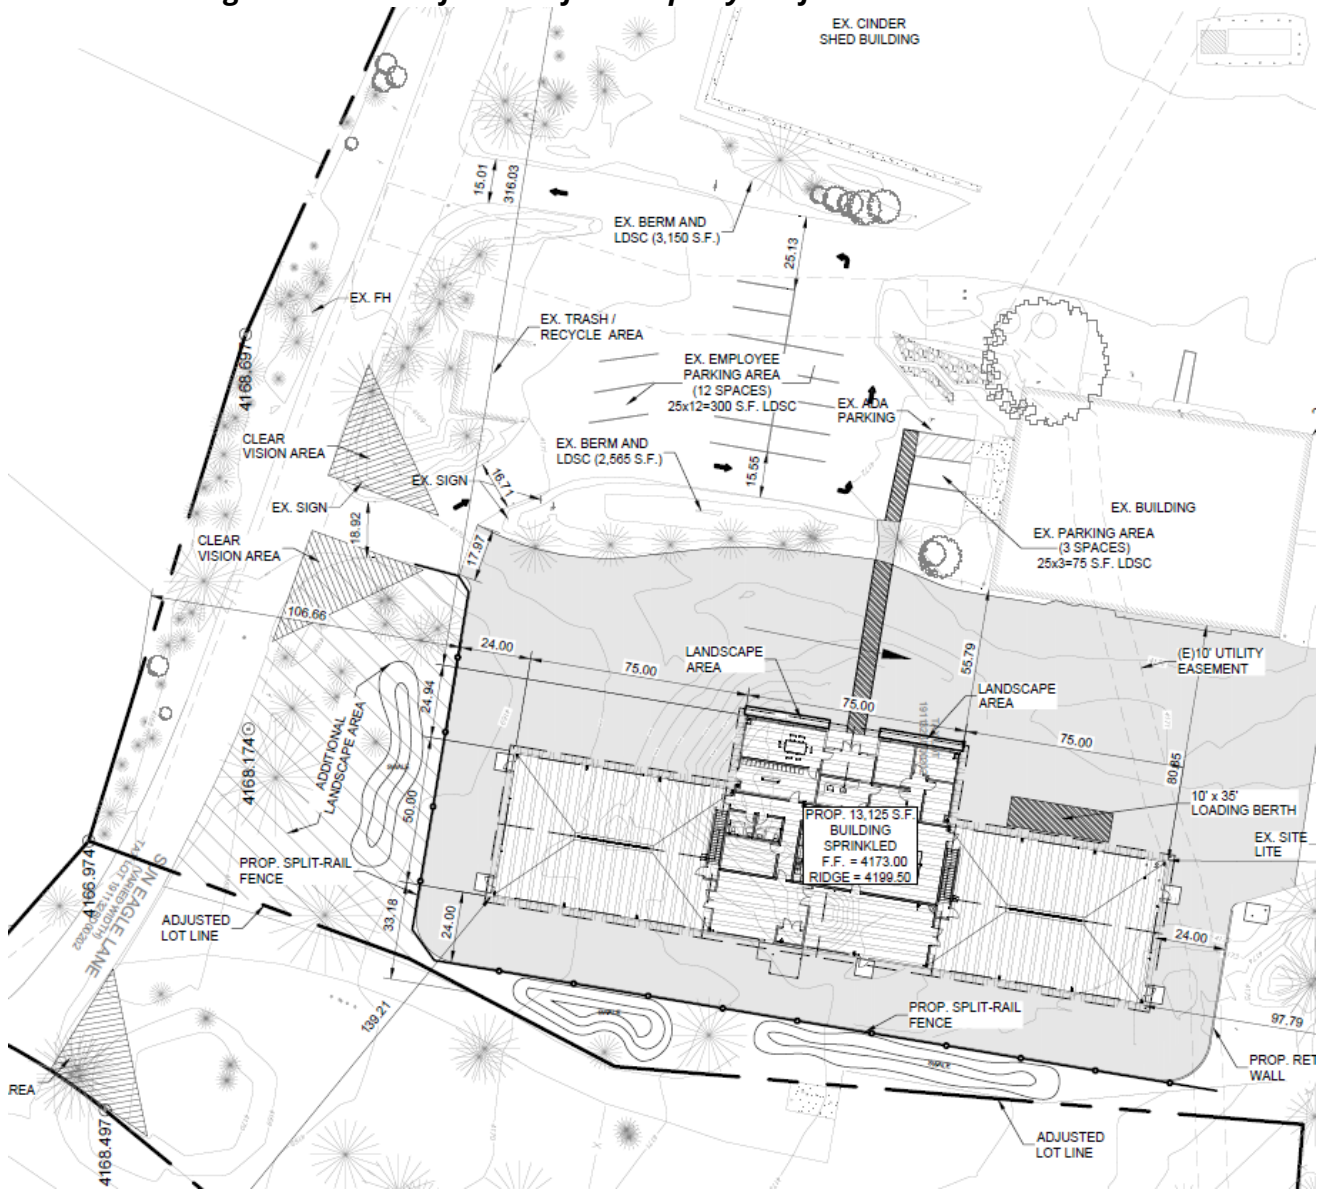 EX. CINDER
SHED BUILDING
15.01
316.03
EX. BERM AND
LDSC (3,150 S.F.)
25.13
EX. FH
EX. TRASH /
RECYCLE AREA
4168.697
EX. EMPLOYEE
PARKING AREA
(12 SPACES)
25x12=300 S.F. LDSC
EX. ADA
PARKING
CLEAR
VISION AREA
EX. BERM AND
LDSC (2,565 S.F.)
EX. SIGN
16.71
15.55
EX. SIGN
EX. BUILDING
18.92
CLEAR
VISION AREA
17.97
EX. PARKING AREA
(3 SPACES)
25x3=75 S.F. LDSC
106.66
24.00
75.00
LANDSCAPE
AREA
55.79
(E)10' UTILITY
EASEMENT
24.94
75.00
LANDSCAPE
AREA
75.00
4168.174
ADDITIONAL
LANDSCAPE AREA
SWALE
80.85
50.00
10' x 35'
LOADING BERTH
PROP. 13,125 S.F.
BUILDING
SPRINKLED
F.F. = 4173.00
RIDGE = 4199.50
EX. SITE
LITE
PROP. SPLIT-RAIL
FENCE
4166.974
SUN EAGLE LANE
(VARIED WIDTH)
ADJUSTED
LOT LINE
33.18
24.00
24.00
139.21
SWALE
PROP. SPLIT-RAIL
FENCE
97.79
SWALE
PROP. RET
WALL
REA
4168.497
ADJUSTED
LOT LINE